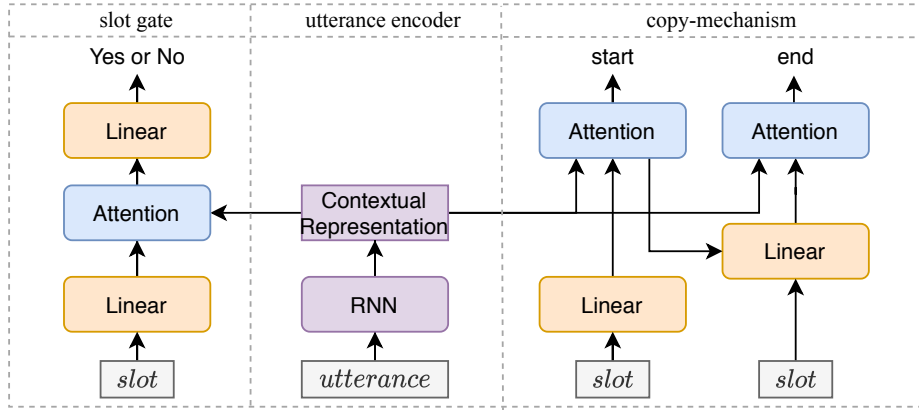 slot gate
utterance encoder
copy-mechanism
Yes or No
start
end
Linear
Attention
Attention
Attention
Contextual
Representation
Linear
Linear
RNN
Linear
slot
utterance
slot
slot